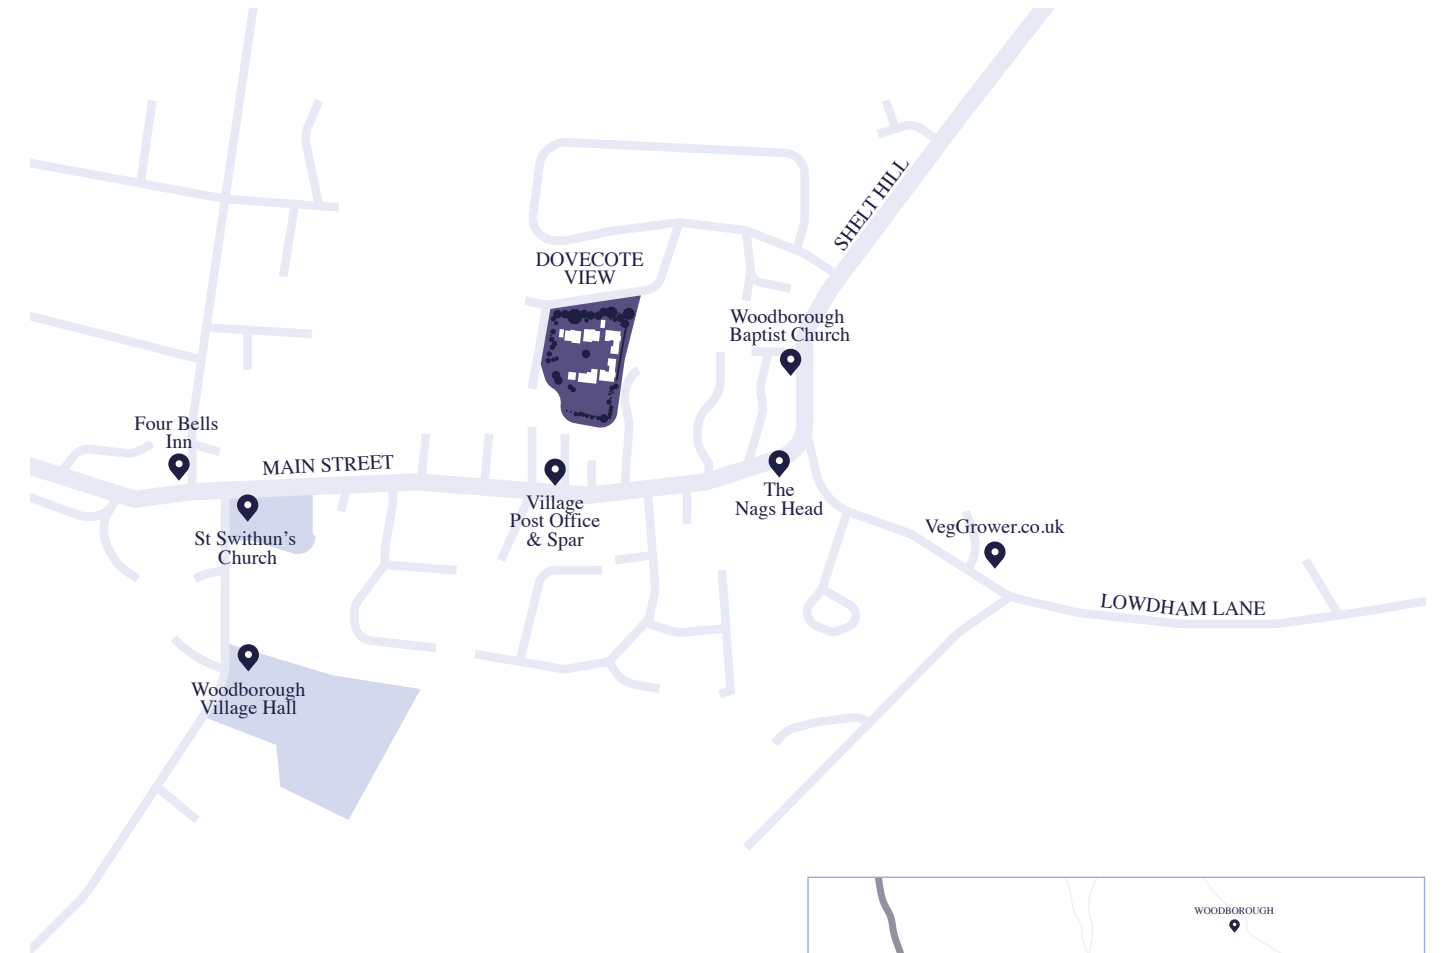 SHELT HILL
DOVECOTE
VIEW
Woodborough
Baptist Church
Four Bells
Inn
MAIN STREET
The
Nags Head
Village
Post Office
& Spar
St Swithun's
Church
VegGrower.co.uk
LOWDHAM LANE
Woodborough
Village Hall
WOODBOROUGH